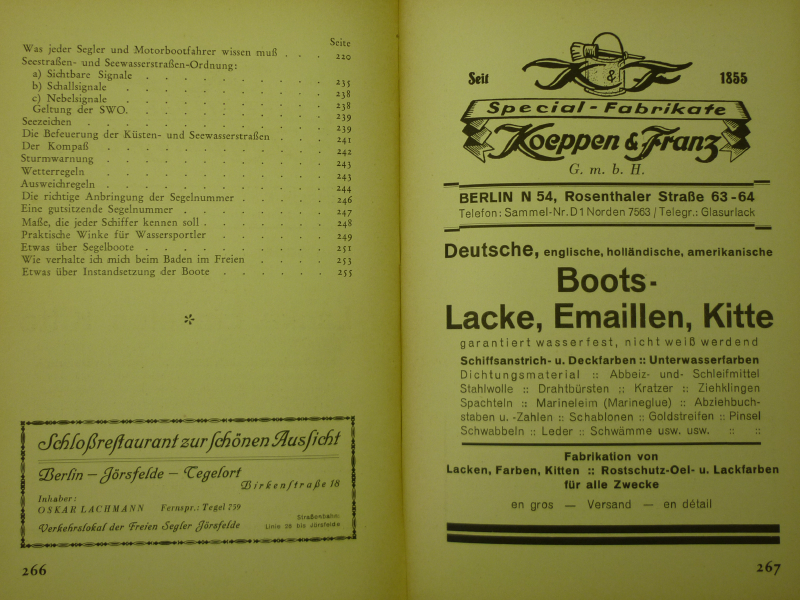 Seite
Was jeder Segler und Motorbootfahrer wissen muß . . . 220
Seestraßen- und Seewasserstraßen-Ordnung:
a) Sichtbare Signale . . . . . . . . 235
b) Schallsignale . . . . . . . . 238
c) Nebelsignale . . . . . . . . 238
Geltung der SWO. . . . . . . . . 239
Seezeichen . . . . . . . . 239
Die Befeuerung der Küsten- und Seewasserstraßen . . . 241
Der Kompaß . . . . . . . . 242
Sturmwarnung . . . . . . . . 243
Wetterregeln . . . . . . . . 243
Ausweichregeln . . . . . . . . 244
Die richtige Anbringung der Segelnummer . . . . 246
Eine gutsitzende Segelnummer . . . . . . 247
Maße, die jeder Schiffer kennen soll . . . . . 248
Praktische Winke für Wassersportler . . . . . 249
Etwas über Segelboote . . . . . . . 251
Wie verhalte ich mich beim Baden im Freien . . . . 253
Etwas über Instandsetzung der Boote . . . . . 255
Schloßrestaurant zur schönen Aussicht
Berlin – Jörsfelde – Tegelort
Birkenstraße 18
Inhaber:
OSKAR LACHMANN Fernspr.: Tegel 759
Verkehrslokal der Freien Segler Jörsfelde
Straßenbahn:
Linie 28 bis Jörsfelde
266
K & F
Seit 1855
Special-Fabrikate
Koeppen & Franz
G. m. b. H.
BERLIN N 54, Rosenthaler Straße 63-64
Telefon: Sammel-Nr. D1 Norden 7563 / Telegr.: Glasurlack
Deutsche, englische, holländische, amerikanische
Boots-
Lacke, Emaillen, Kitte
garantiert wasserfest, nicht weiß werdend
Schiffsanstrich- u. Deckfarben :: Unterwasserfarben
Dichtungsmaterial :: Abbeiz- und- Schleifmittel
Stahlwolle :: Drahtbürsten :: Kratzer :: Ziehklingen
Spachteln :: Marineleim (Marineglue) :: Abziehbuch-
staben u. -Zahlen :: Schablonen :: Goldstreifen :: Pinsel
Schwabbeln :: Leder :: Schwämme usw. usw. :: ::
Fabrikation von
Lacken, Farben, Kitten :: Rostschutz-Oel- u. Lackfarben
für alle Zwecke
en gros — Versand — en détail
267